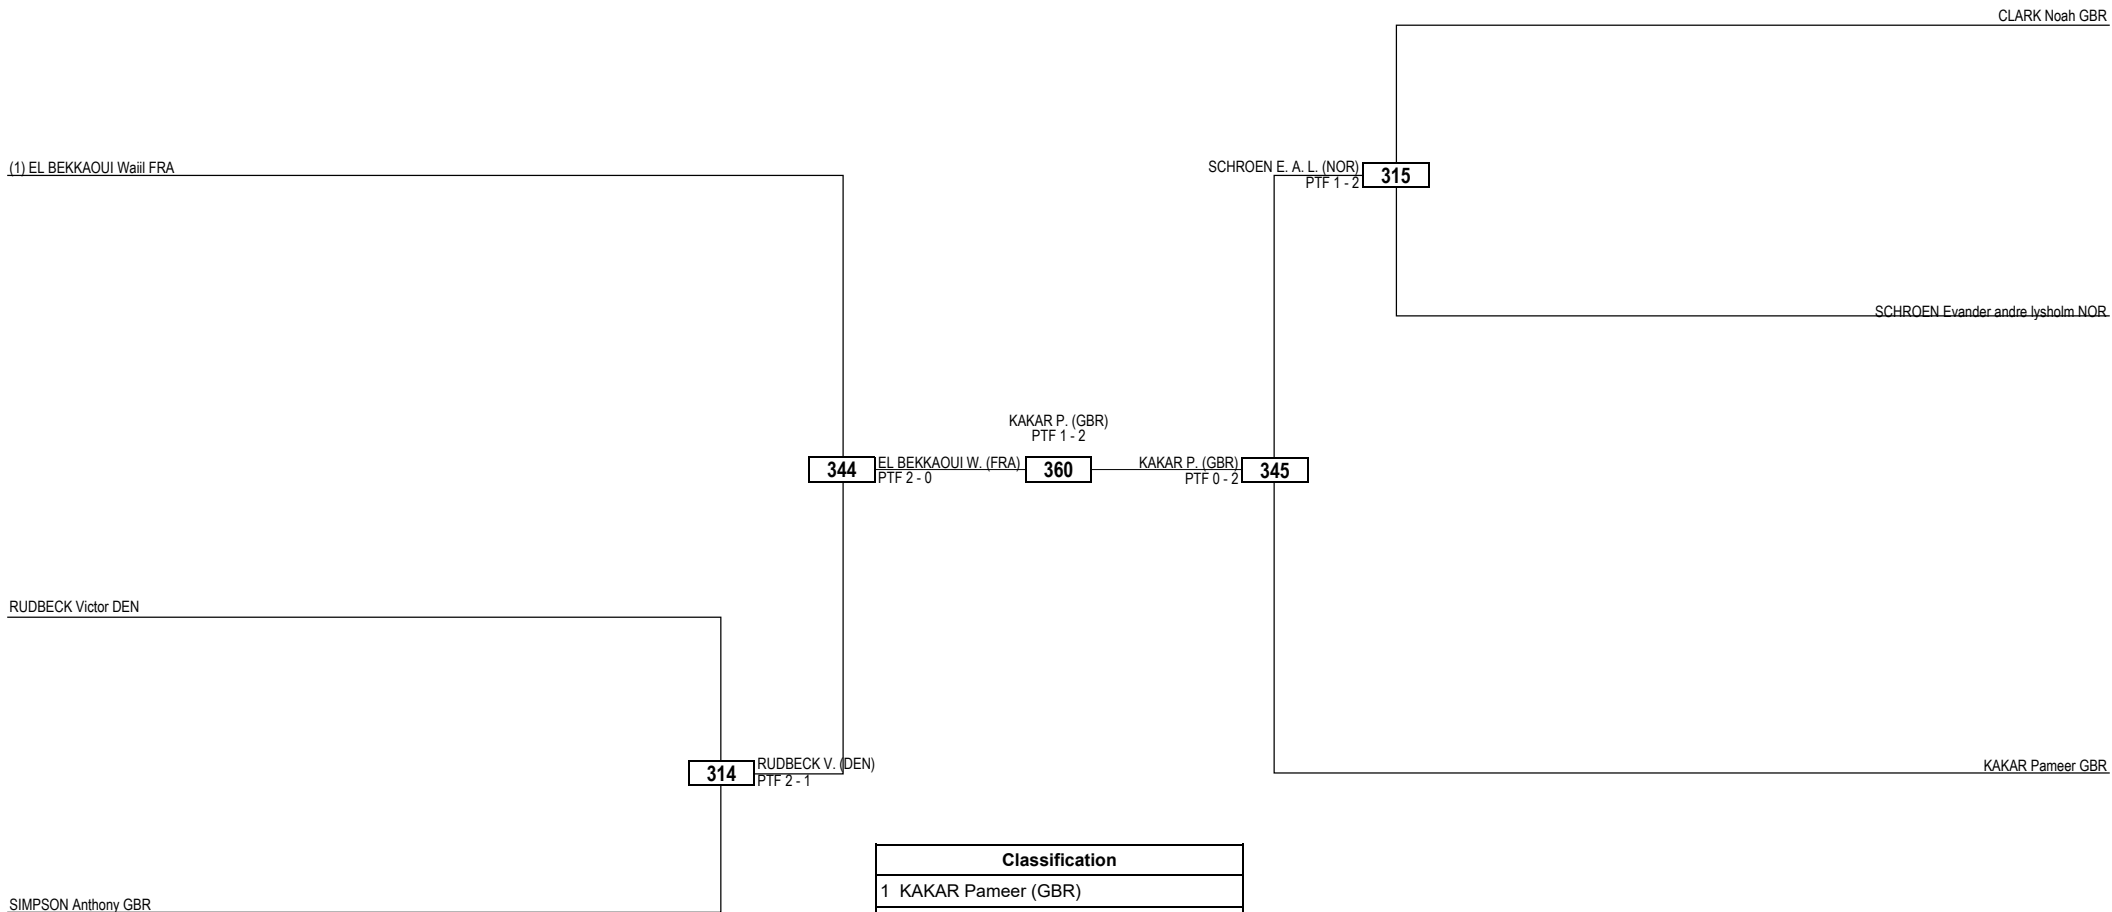 CLARK Noah GBR
(1) EL BEKKAOUI Waiil FRA
SCHROEN E. A. L. (NOR)
PTF 1 - 2
315
SCHROEN Evander andre lysholm NOR
KAKAR P. (GBR)
PTF 1 - 2
344
EL BEKKAOUI W. (FRA)
PTF 2 - 0
360
KAKAR P. (GBR)
PTF 0 - 2
345
RUDBECK Victor DEN
314
RUDBECK V. (DEN)
PTF 2 - 1
KAKAR Pameer GBR
Classification
1 KAKAR Pameer (GBR)
SIMPSON Anthony GBR